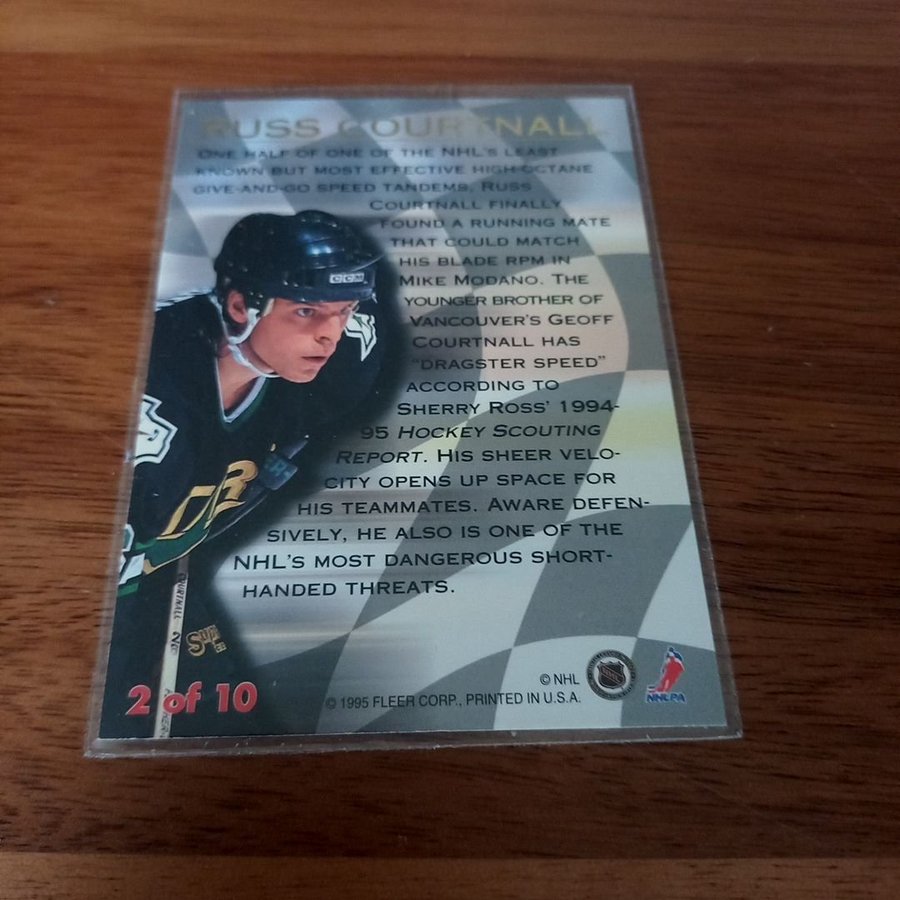 RUSS COURTNALL
ONE HALF OF ONE OF THE NHL'S LEAST
KNOWN BUT MOST EFFECTIVE HIGH-OCTANE
GIVE-AND-GO SPEED TANDEMS, RUSS
COURTNALL FINALLY
FOUND A RUNNING MATE
THAT COULD MATCH
HIS BLADE RPM IN
MIKE MODANO. THE
YOUNGER BROTHER OF
VANCOUVER'S GEOFF
COURTNALL HAS
"DRAGSTER SPEED"
ACCORDING TO
SHERRY ROSS' 1994-
95 HOCKEY SCOUTING
REPORT. HIS SHEER VELO-
CITY OPENS UP SPACE FOR
HIS TEAMMATES. AWARE DEFEN-
SIVELY, HE ALSO IS ONE OF THE
NHL'S MOST DANGEROUS SHORT-
HANDED THREATS.
CCM
COURTNALL
2 of 10
© NHL
© 1995 FLEER CORP., PRINTED IN U.S.A.
NHL
NHLPA